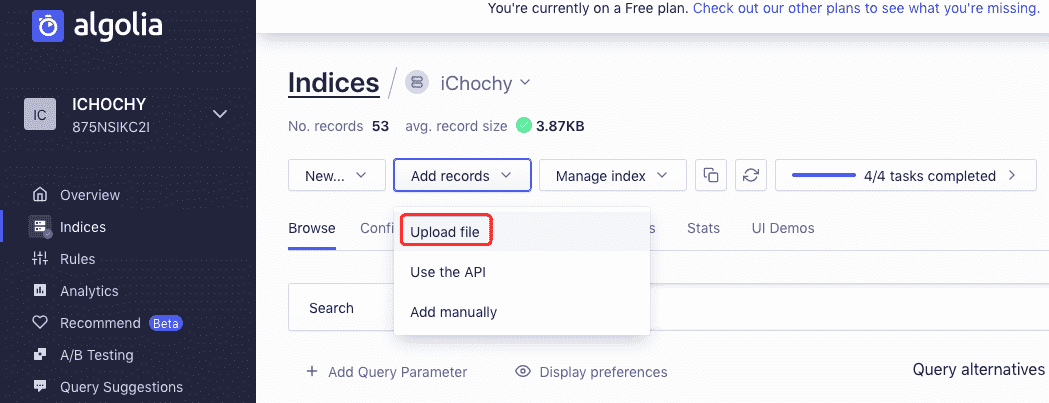 You're currently on a Free plan. Check out our other plans to see what you're missing.
algolia
IC
ICHOCHY
875NSIKC2I
Overview
Indices
Rules
Analytics
Recommend Beta
A/B Testing
Query Suggestions
Indices / iChochy
No. records 53 avg. record size 3.87KB
New... Add records Manage index 4/4 tasks completed
Browse Confi s Stats UI Demos
Upload file
Use the API
Add manually
Search
+ Add Query Parameter Display preferences Query alternatives